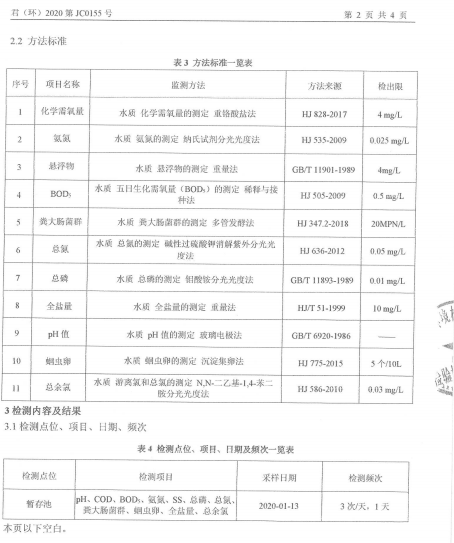 君（环）2020 第 JC0155 号 第 2 页 共 4 页
2.2 方法标准
表 3 方法标准一览表
序号 项目名称 监测方法 方法来源 检出限
1 化学需氧量 水质 化学需氧量的测定 重铬酸盐法 HJ 828-2017 4 mg/L
2 氨氮 水质 氨氮的测定 纳氏试剂分光光度法 HJ 535-2009 0.025 mg/L
3 悬浮物 水质 悬浮物的测定 重量法 GB/T 11901-1989 4mg/L
4 BOD₅ 水质 五日生化需氧量（BOD₅）的测定 稀释与接
种法 HJ 505-2009 0.5 mg/L
5 粪大肠菌群 水质 粪大肠菌群的测定 多管发酵法 HJ 347.2-2018 20MPN/L
6 总氮 水质 总氮的测定 碱性过硫酸钾消解紫外分光光
度法 HJ 636-2012 0.05 mg/L
7 总磷 水质 总磷的测定 钼酸铵分光光度法 GB/T 11893-1989 0.01 mg/L
8 全盐量 水质 全盐量的测定 重量法 HJ/T 51-1999 10 mg/L
9 pH 值 水质 pH 值的测定 玻璃电极法 GB/T 6920-1986 ——
10 蛔虫卵 水质 蛔虫卵的测定 沉淀集卵法 HJ 775-2015 5 个/10L
11 总余氯 水质 游离氯和总氯的测定 N,N-二乙基-1,4-苯二
胺分光光度法 HJ 586-2010 0.03 mg/L
3 检测内容及结果
3.1 检测点位、项目、日期、频次
表 4 检测点位、项目、日期及频次一览表
检测点位 检测项目 采样日期 检测频次
暂存池 pH、COD、BOD₅、氨氮、SS、总磷、总氮、
粪大肠菌群、蛔虫卵、全盐量、总余氯 2020-01-13 3 次/天，1 天
本页以下空白。